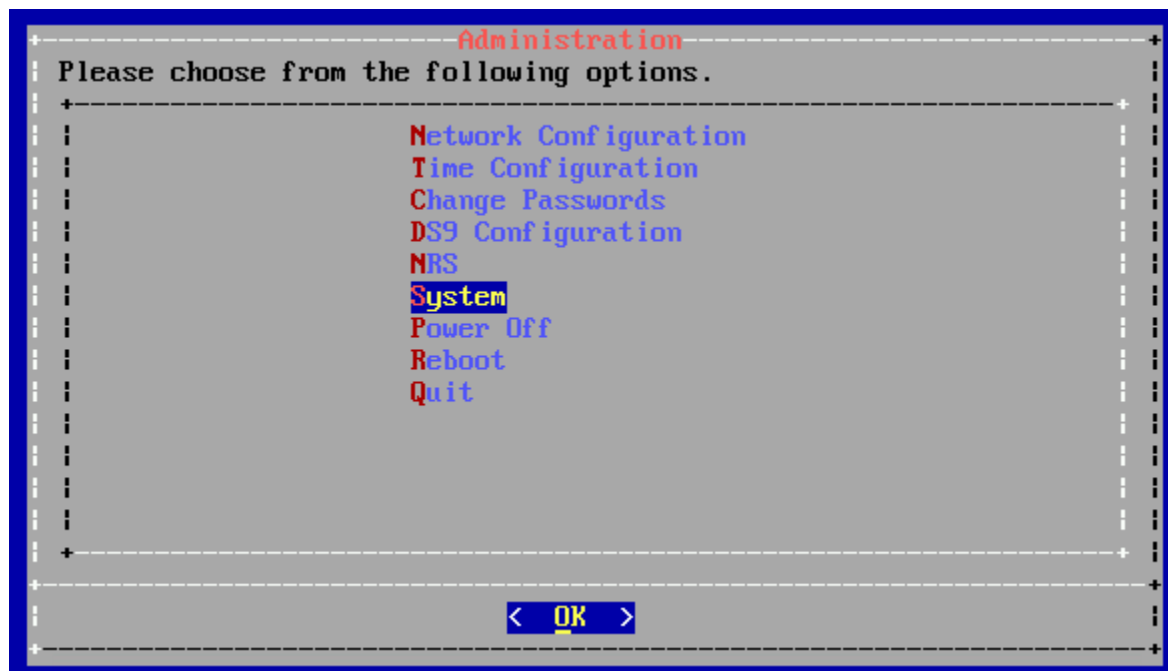 Administration
Please choose from the following options.
Network Configuration
Time Configuration
Change Passwords
DS9 Configuration
NRS
System
Power Off
Reboot
Quit
< OK >